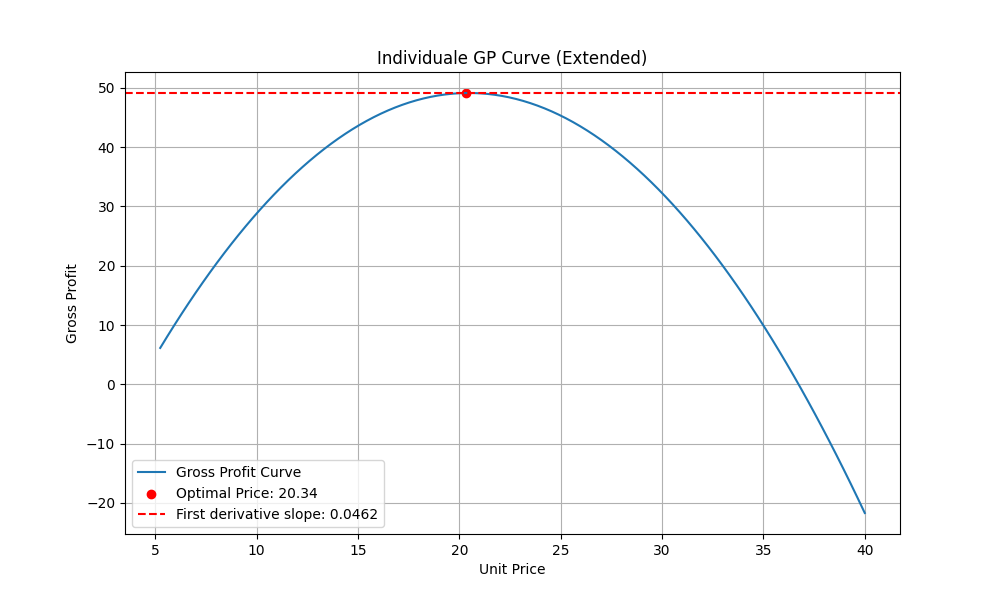 Individuale GP Curve (Extended)
50
40
30
20
10
0
−10
−20
Gross Profit
Gross Profit Curve
Optimal Price: 20.34
First derivative slope: 0.0462
5 10 15 20 25 30 35 40
Unit Price